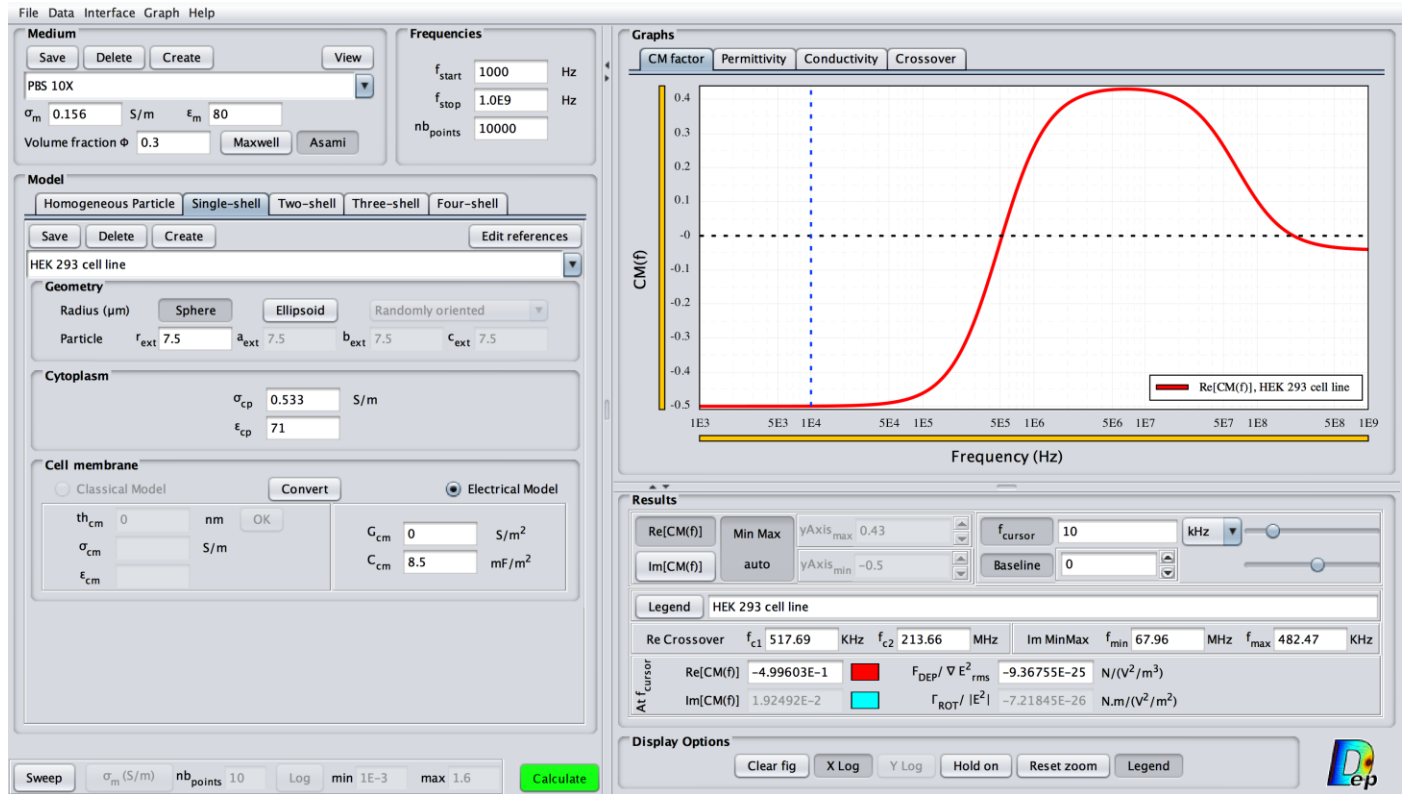 File Data Interface Graph Help
Medium
Save Delete Create View
PBS 10X
σm 0.156 S/m εm 80
Volume fraction Φ 0.3 Maxwell Asami
Frequencies
fstart 1000 Hz
fstop 1.0E9 Hz
nbpoints 10000
Model
Homogeneous Particle Single-shell Two-shell Three-shell Four-shell
Save Delete Create Edit references
HEK 293 cell line
Geometry
Radius (µm) Sphere Ellipsoid Randomly oriented
Particle rext 7.5 aext 7.5 bext 7.5 cext 7.5
Cytoplasm
σcp 0.533 S/m
εcp 71
Cell membrane
Classical Model Convert Electrical Model
thcm 0 nm OK
σcm S/m
εcm
Gcm 0 S/m²
Ccm 8.5 mF/m²
Sweep σm (S/m) nbpoints 10 Log min 1E-3 max 1.6 Calculate
Graphs
CM factor Permittivity Conductivity Crossover
CM(f)
0.4
0.3
0.2
0.1
-0
-0.1
-0.2
-0.3
-0.4
-0.5
Re[CM(f)], HEK 293 cell line
1E3 5E3 1E4 5E4 1E5 5E5 1E6 5E6 1E7 5E7 1E8 5E8 1E9
Frequency (Hz)
Results
Re[CM(f)] Min Max auto yAxismax 0.43 fcursor 10 kHz
Im[CM(f)] yAxismin -0.5 Baseline 0
Legend HEK 293 cell line
Re Crossover fc1 517.69 KHz fc2 213.66 MHz Im MinMax fmin 67.96 MHz fmax 482.47 KHz
At fcursor
Re[CM(f)] -4.99603E-1 FDEP/ ∇ E²rms -9.36755E-25 N/(V²/m³)
Im[CM(f)] 1.92492E-2 ΓROT/ |E²| -7.21845E-26 N.m/(V²/m²)
Display Options
Clear fig X Log Y Log Hold on Reset zoom Legend
Dep